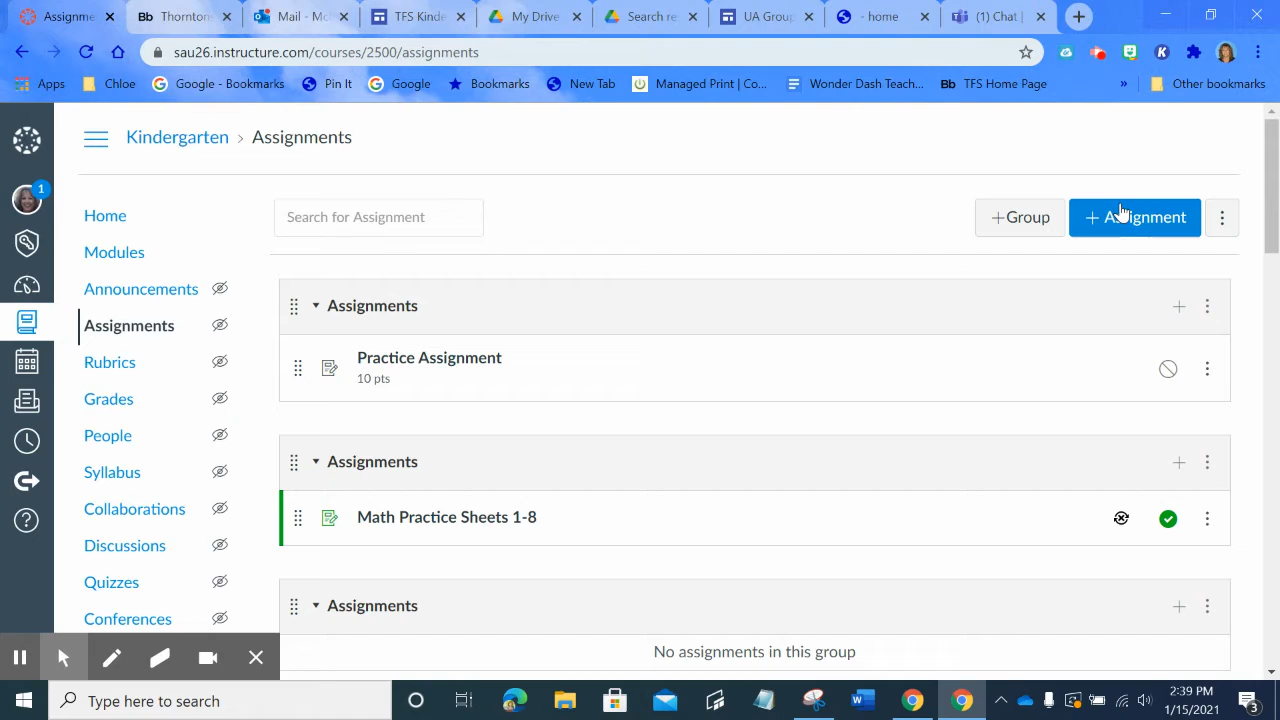 Assignments
Thornton
Mail - Mcl
TFS Kinde
My Drive
Search re
UA Group
- home
(1) Chat |
sau26.instructure.com/courses/2500/assignments
Apps
Chloe
Google - Bookmarks
Pin It
Google
Bookmarks
New Tab
Managed Print | Co...
Wonder Dash Teach...
Bb TFS Home Page
»
Other bookmarks
1
Kindergarten > Assignments
Home
Modules
Announcements
Assignments
Rubrics
Grades
People
Syllabus
Collaborations
Discussions
Quizzes
Conferences
Search for Assignment
+Group
+ Assignment
Assignments
Practice Assignment
10 pts
Assignments
Math Practice Sheets 1-8
Assignments
No assignments in this group
Type here to search
2:39 PM
1/15/2021
3